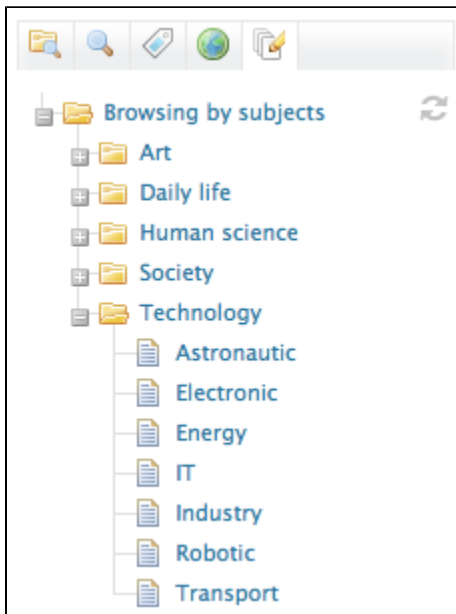 Browsing by subjects
Art
Daily life
Human science
Society
Technology
Astronautic
Electronic
Energy
IT
Industry
Robotic
Transport